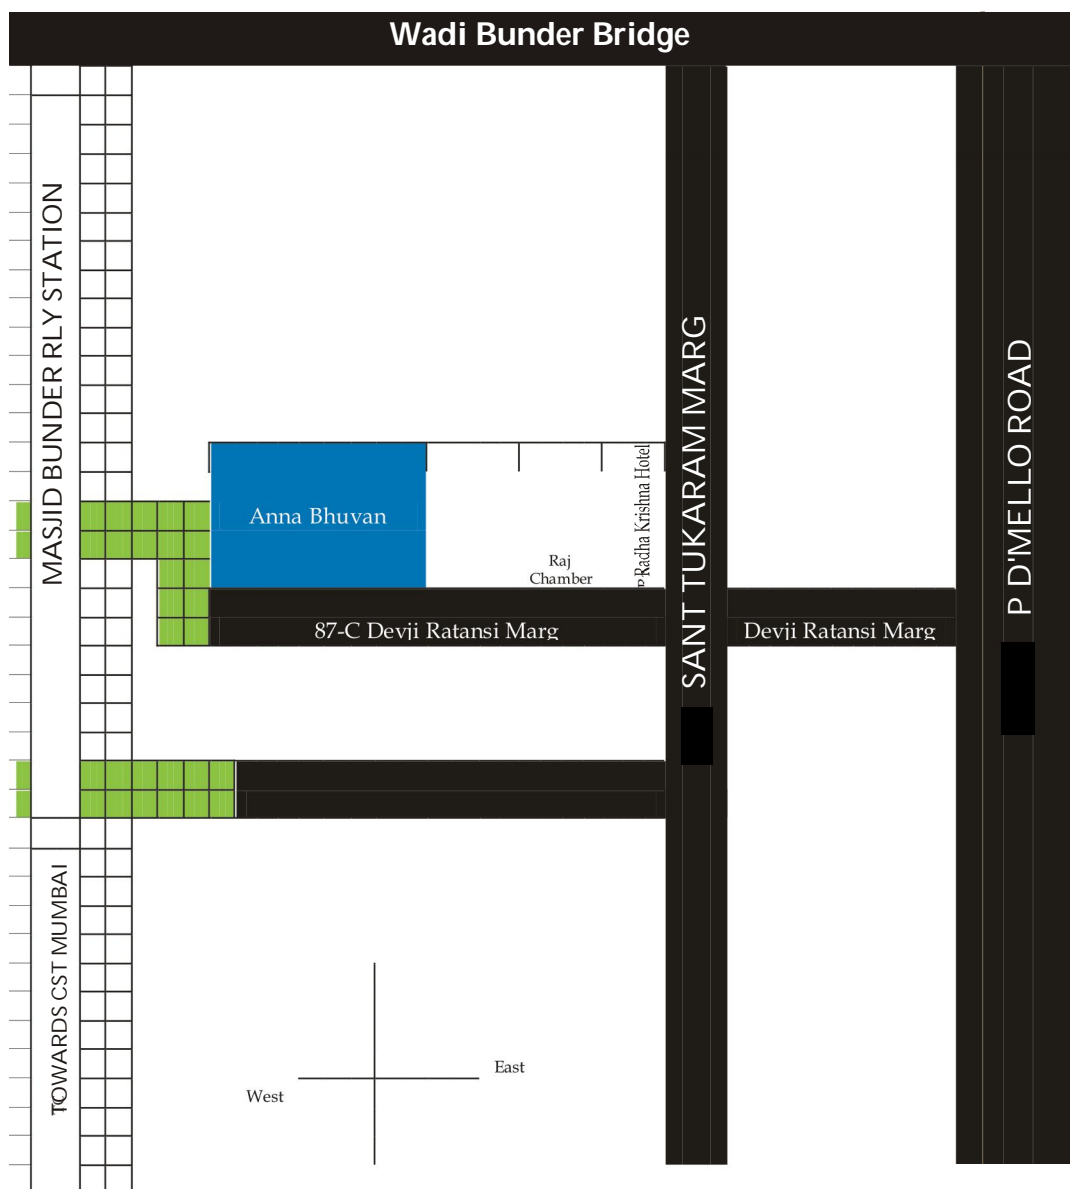 Wadi Bunder Bridge
MASJID BUNDER RLY STATION
SANT TUKARAM MARG
P D'MELLO ROAD
Anna Bhuvan
Radha Krishna Hotel
Raj
Chamber
87-C Devji Ratansi Marg
Devji Ratansi Marg
TOWARDS CST MUMBAI
East
West